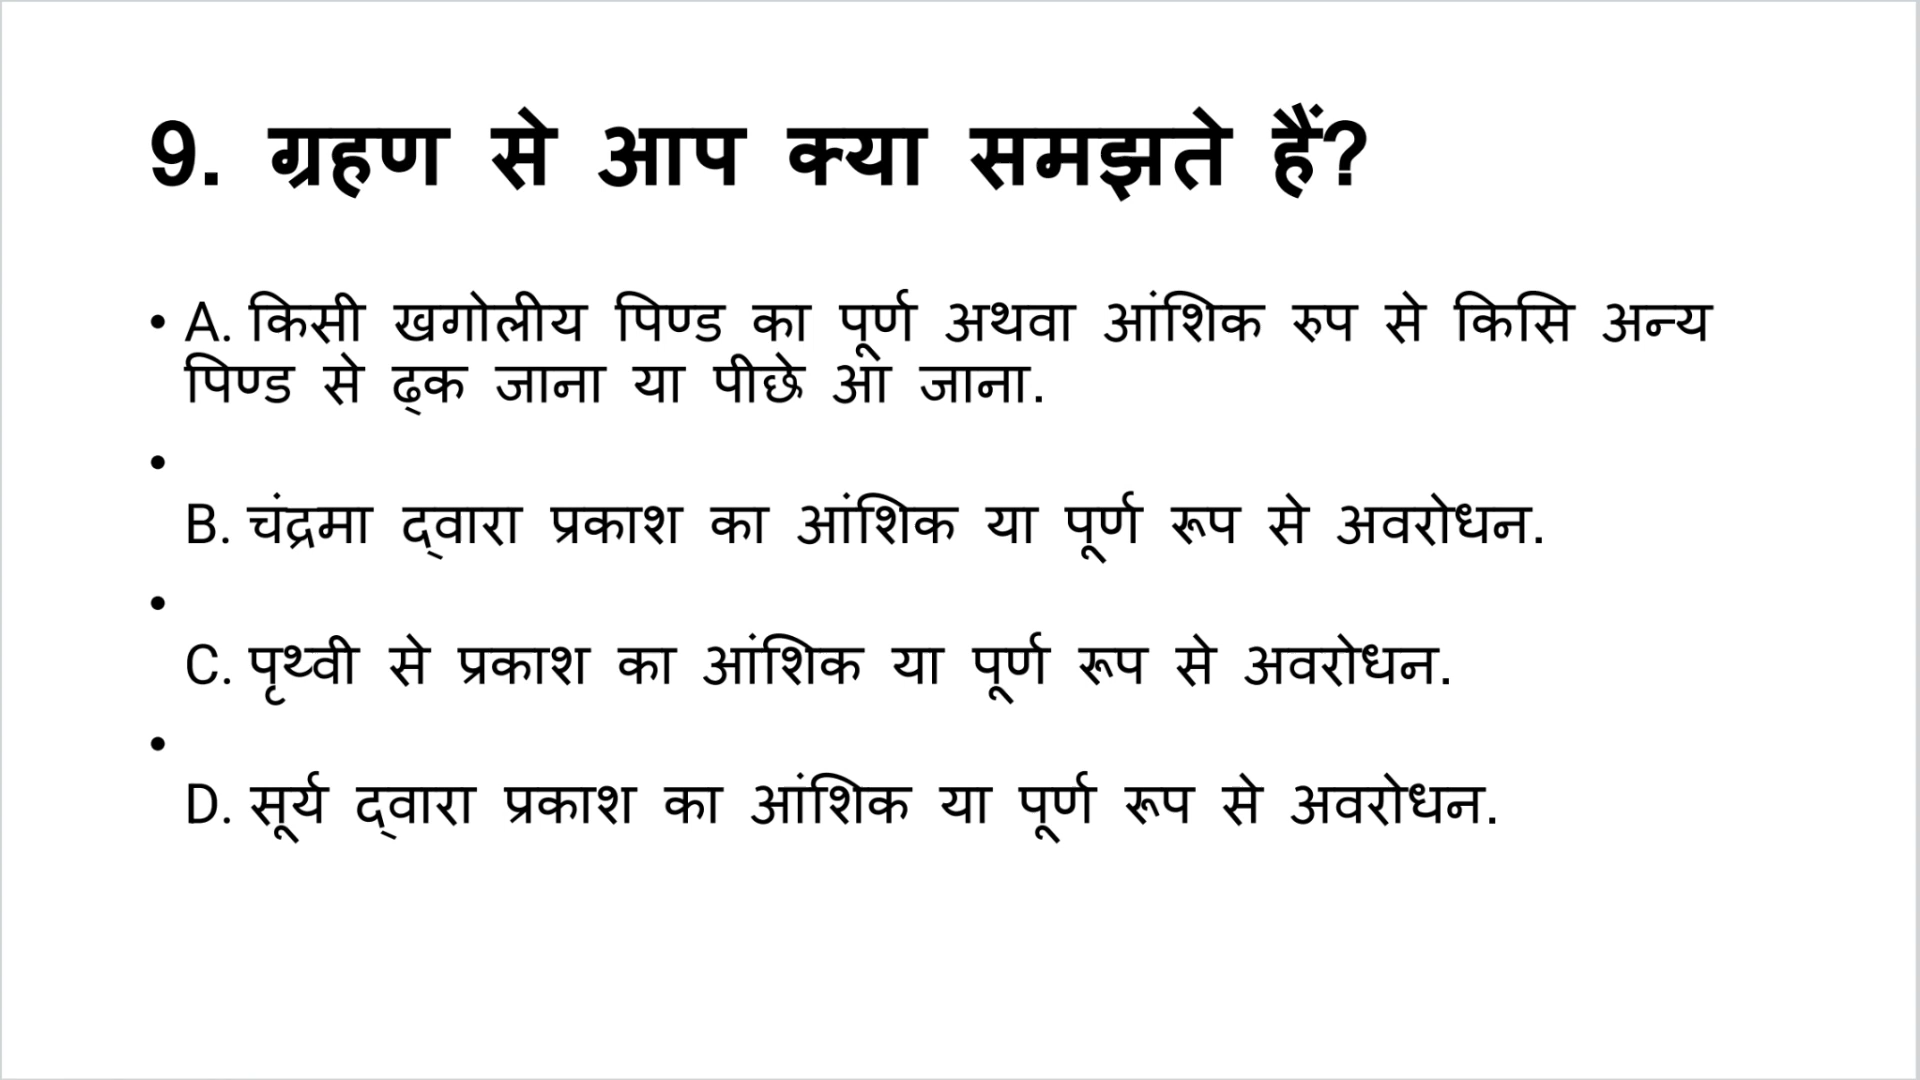 9. ग्रहण से आप क्या समझते हैं?
• A. किसी खगोलीय पिण्ड का पूर्ण अथवा आंशिक रुप से किसि अन्य
पिण्ड से ढ्क जाना या पीछे आ जाना.
•
B. चंद्रमा द्वारा प्रकाश का आंशिक या पूर्ण रूप से अवरोधन.
•
C. पृथ्वी से प्रकाश का आंशिक या पूर्ण रूप से अवरोधन.
•
D. सूर्य द्वारा प्रकाश का आंशिक या पूर्ण रूप से अवरोधन.